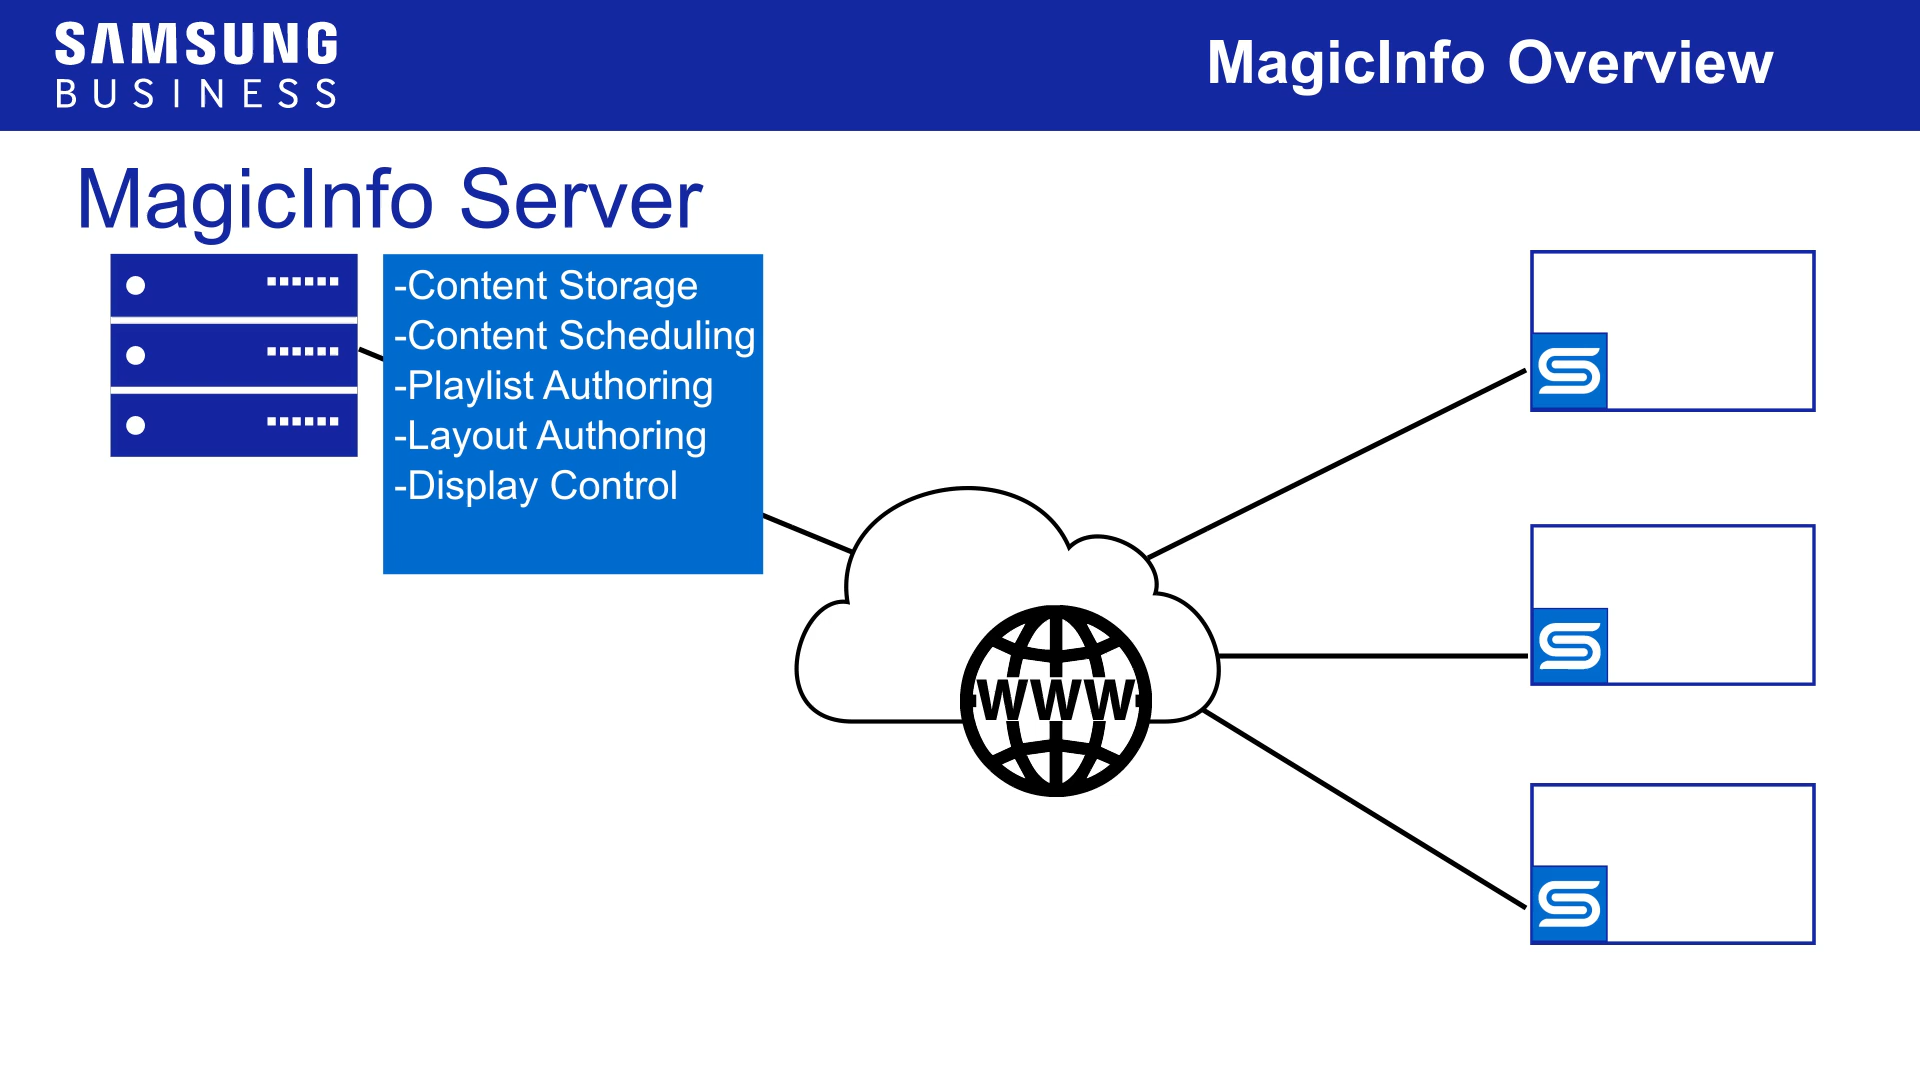 SAMSUNG
BUSINESS
MagicInfo Overview
MagicInfo Server
-Content Storage
-Content Scheduling
-Playlist Authoring
-Layout Authoring
-Display Control
WWW